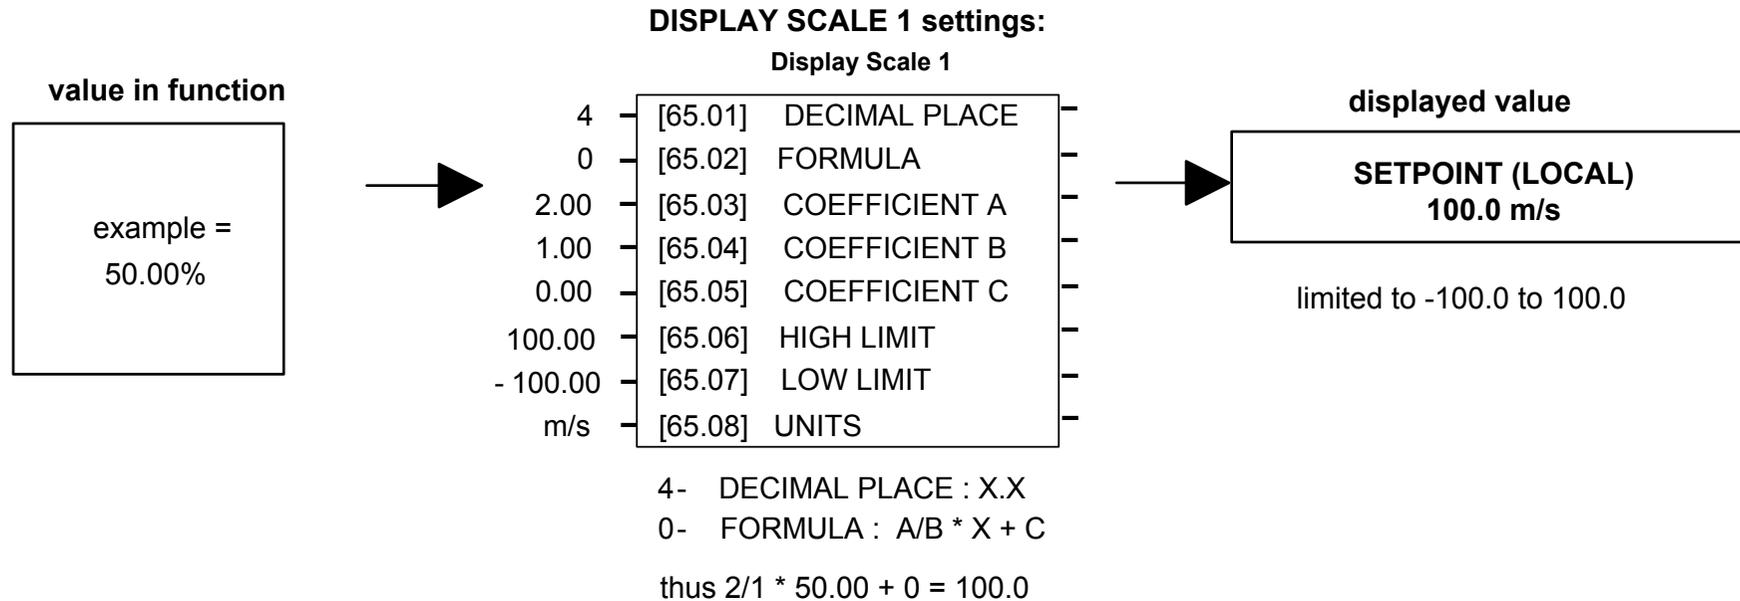 DISPLAY SCALE 1 settings:
Display Scale 1
value in function
example =
50.00%
4 [65.01] DECIMAL PLACE
0 [65.02] FORMULA
2.00 [65.03] COEFFICIENT A
1.00 [65.04] COEFFICIENT B
0.00 [65.05] COEFFICIENT C
100.00 [65.06] HIGH LIMIT
- 100.00 [65.07] LOW LIMIT
m/s [65.08] UNITS
4- DECIMAL PLACE : X.X
0- FORMULA : A/B * X + C
thus 2/1 * 50.00 + 0 = 100.0
displayed value
SETPOINT (LOCAL)
100.0 m/s
limited to -100.0 to 100.0